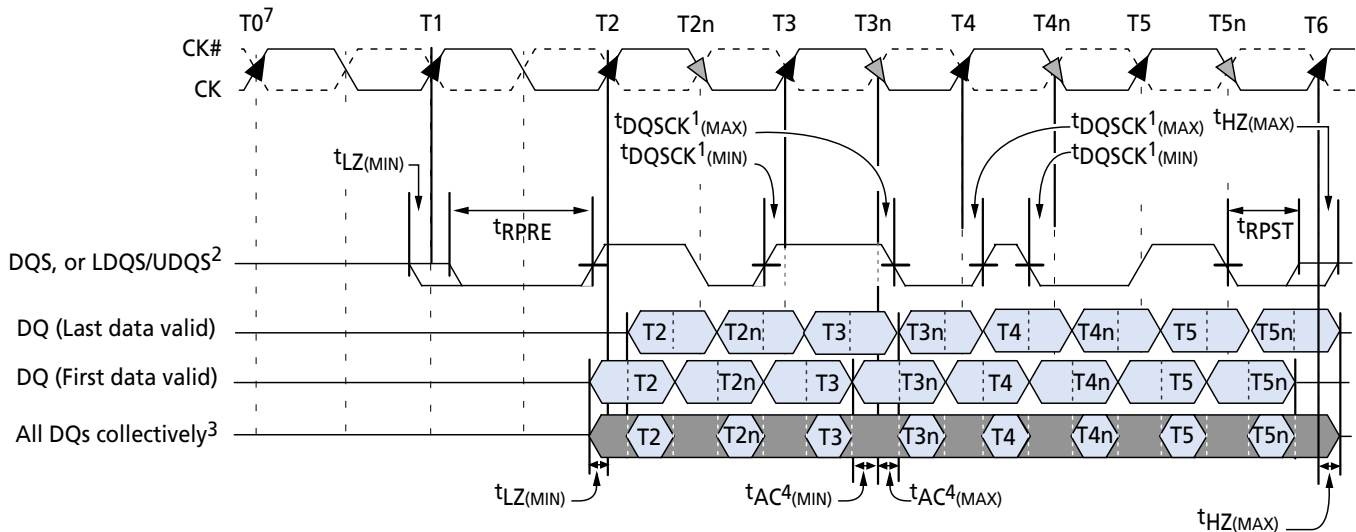 T0⁷ T1 T2 T2n T3 T3n T4 T4n T5 T5n T6
CK#
CK
tDQSCK¹(MAX) tDQSCK¹(MAX) tHZ(MAX)
tLZ(MIN) tDQSCK¹(MIN) tDQSCK¹(MIN)
tRPRE tRPST
DQS, or LDQS/UDQS²
DQ (Last data valid) T2 T2n T3 T3n T4 T4n T5 T5n
DQ (First data valid) T2 T2n T3 T3n T4 T4n T5 T5n
All DQs collectively³ T2 T2n T3 T3n T4 T4n T5 T5n
tLZ(MIN) tAC⁴(MIN) tAC⁴(MAX)
tHZ(MAX)